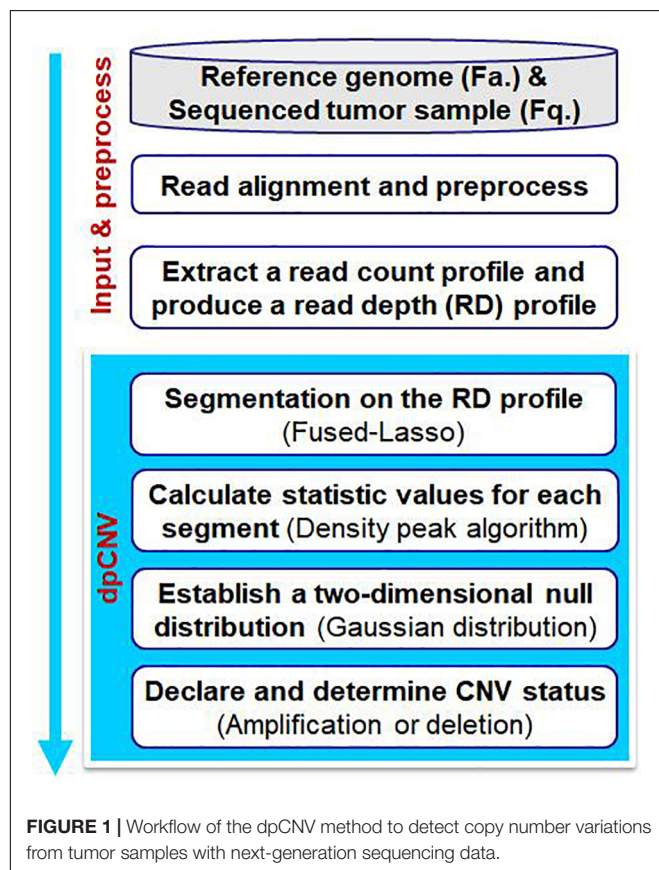 Input & preprocess
Reference genome (Fa.) &
Sequenced tumor sample (Fq.)
Read alignment and preprocess
Extract a read count profile and
produce a read depth (RD) profile
dpCNV
Segmentation on the RD profile
(Fused-Lasso)
Calculate statistic values for each
segment (Density peak algorithm)
Establish a two-dimensional null
distribution (Gaussian distribution)
Declare and determine CNV status
(Amplification or deletion)
FIGURE 1 | Workflow of the dpCNV method to detect copy number variations
from tumor samples with next-generation sequencing data.